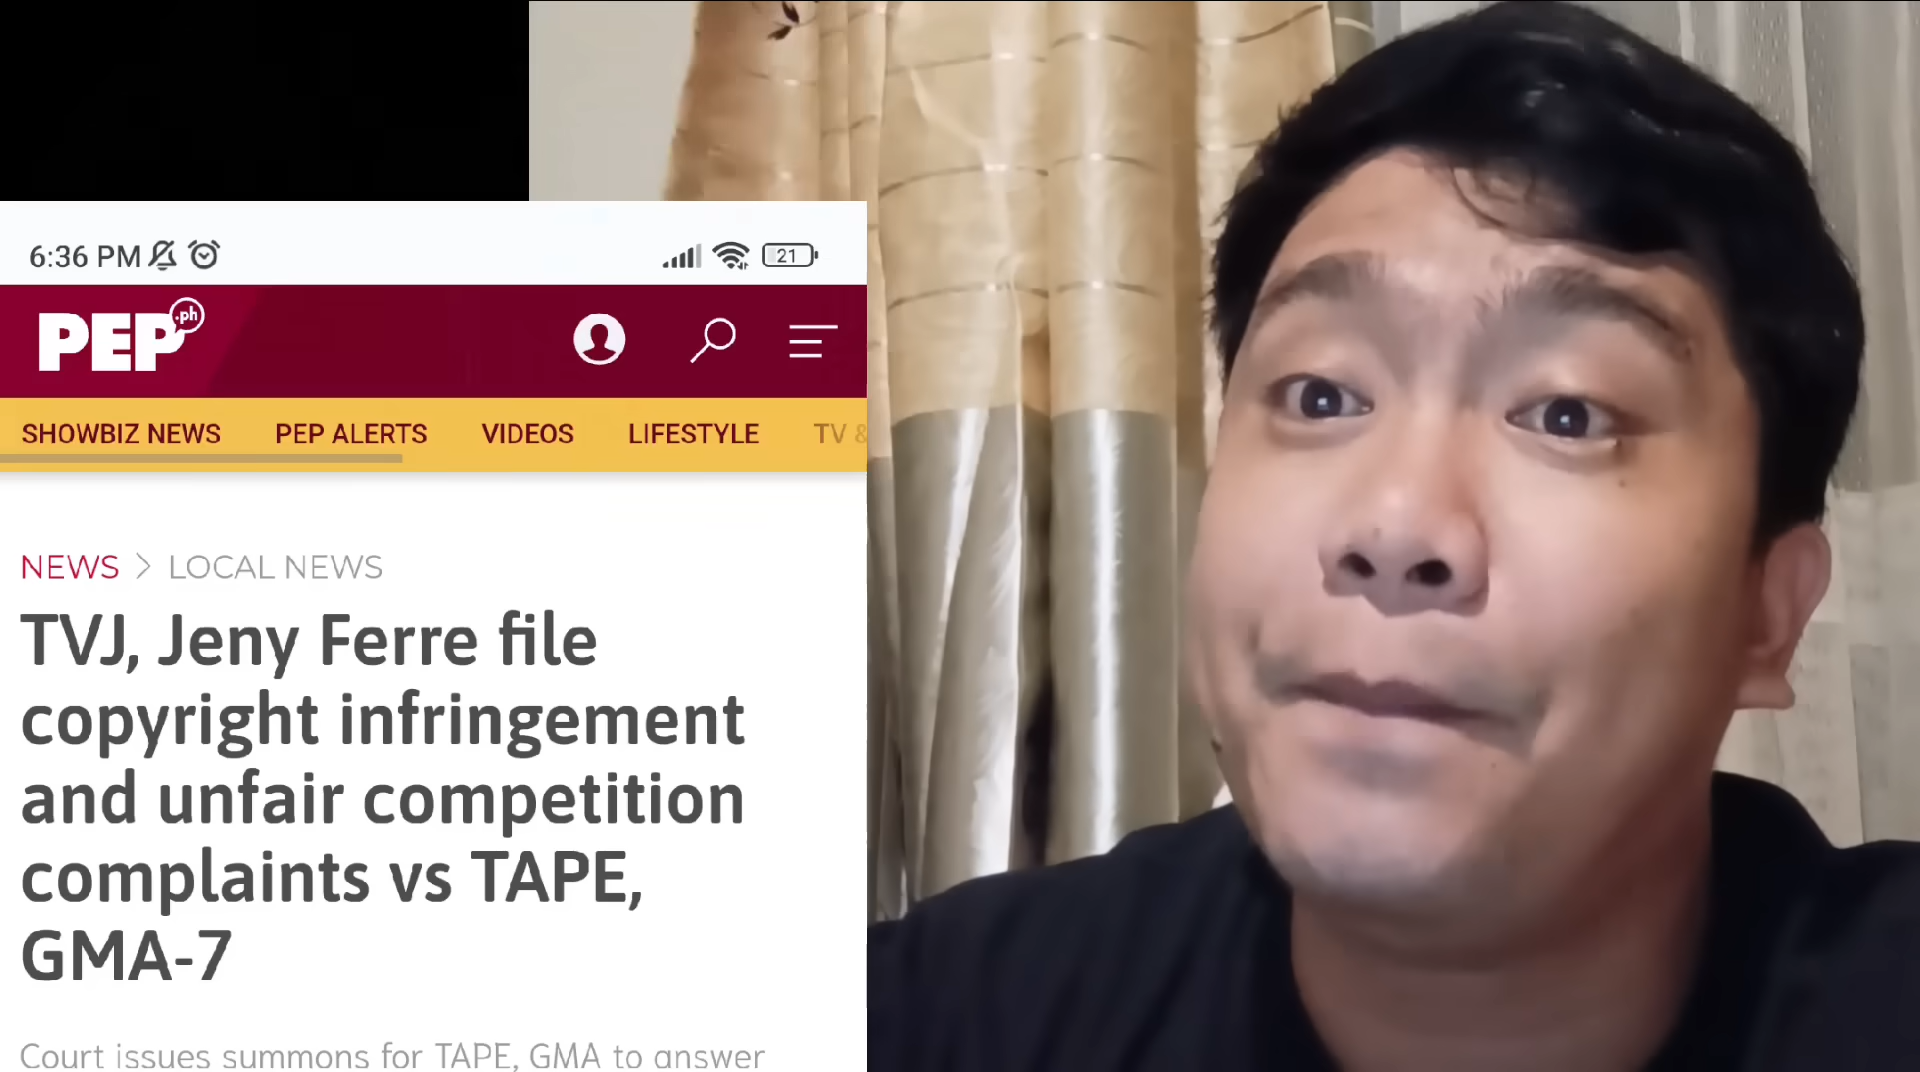 6:36 PM 21
PEP.ph
SHOWBIZ NEWS PEP ALERTS VIDEOS LIFESTYLE TV &
NEWS > LOCAL NEWS
TVJ, Jeny Ferre file
copyright infringement
and unfair competition
complaints vs TAPE,
GMA-7
Court issues summons for TAPE, GMA to answer